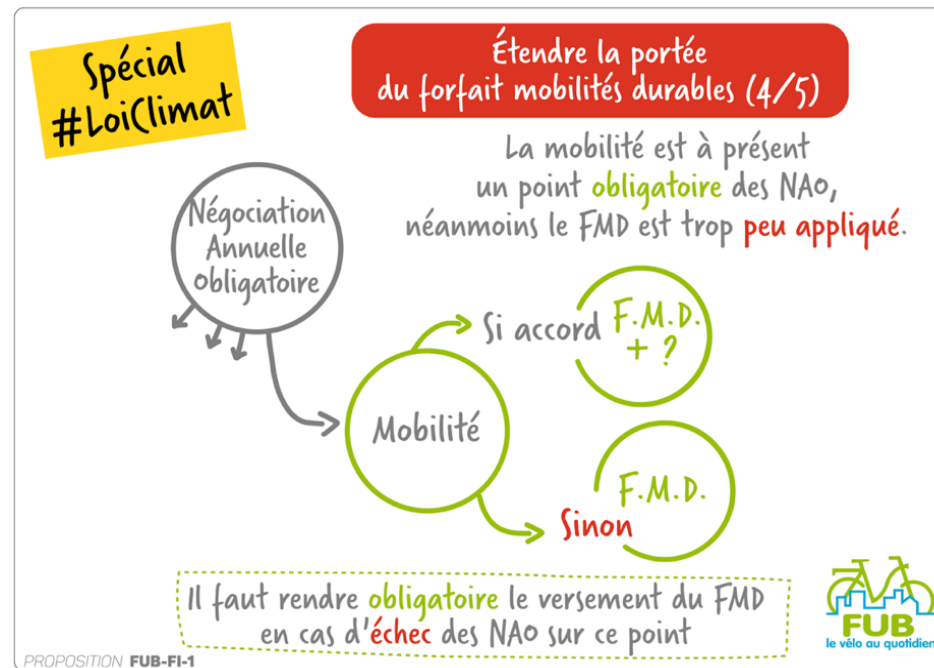 Spécial
#LoiClimat
Étendre la portée
du forfait mobilités durables (4/5)
La mobilité est à présent
un point obligatoire des NAO,
néanmoins le FMD est trop peu appliqué.
Négociation
Annuelle
Obligatoire
Si accord
F.M.D.
+ ?
Mobilité
Sinon
F.M.D.
Il faut rendre obligatoire le versement du FMD
en cas d'échec des NAO sur ce point
FUB
le vélo au quotidien
PROPOSITION FUB-FI-1